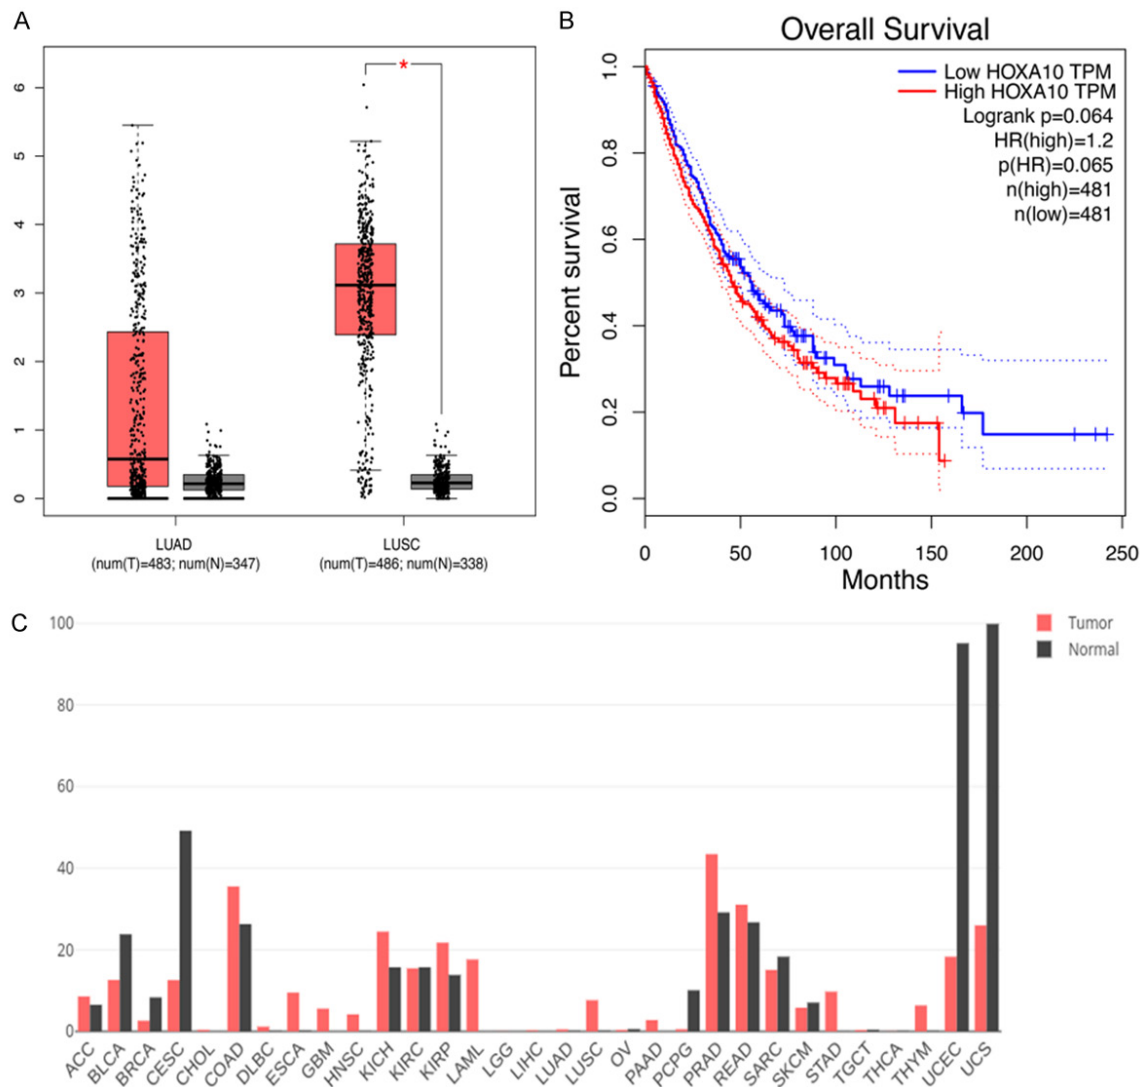 A
6
5
4
3
2
1
0
*
LUAD
(num(T)=483; num(N)=347)
LUSC
(num(T)=486; num(N)=338)
B
Overall Survival
Low HOXA10 TPM
High HOXA10 TPM
Logrank p=0.064
HR(high)=1.2
p(HR)=0.065
n(high)=481
n(low)=481
Percent survival
1.0
0.8
0.6
0.4
0.2
0.0
0 50 100 150 200 250
Months
C
Tumor
Normal
100
80
60
40
20
0
ACC
BLCA
BRCA
CESC
CHOL
COAD
DLBC
ESCA
GBM
HNSC
KICH
KIRC
KIRP
LAML
LGG
LIHC
LUAD
LUSC
OV
PAAD
PCPG
PRAD
READ
SARC
SKCM
STAD
TGCT
THCA
THYM
UCEC
UCS